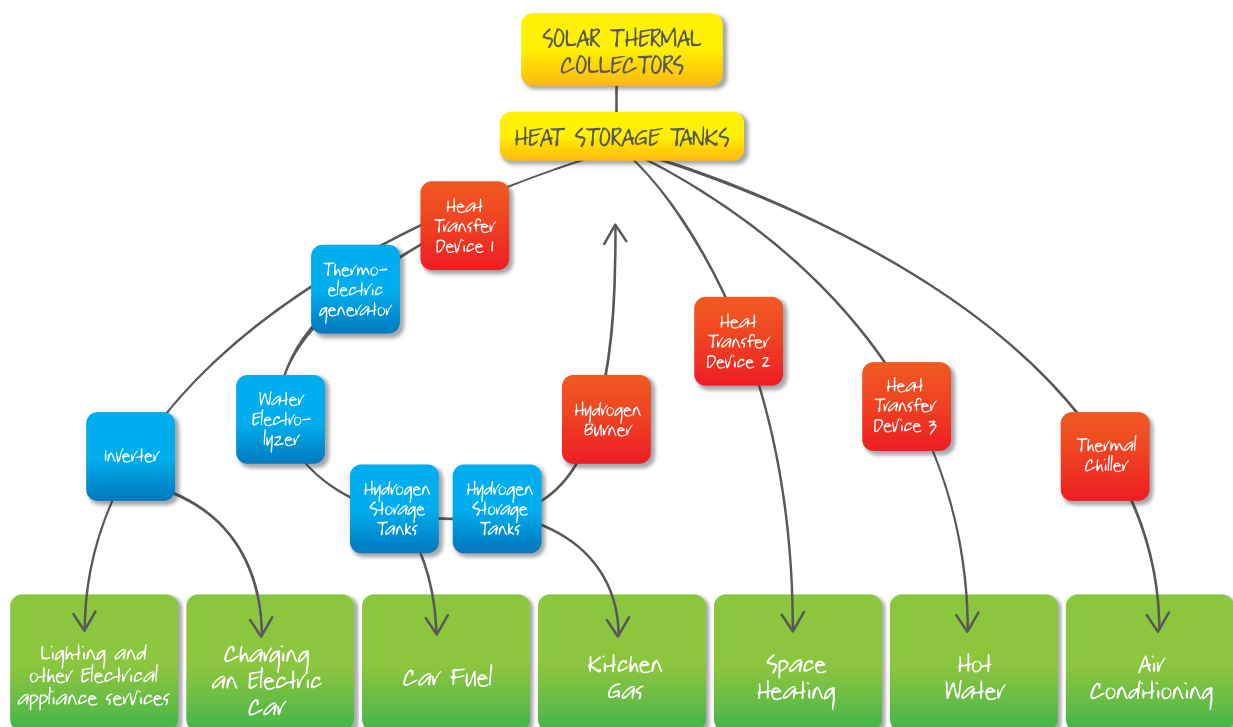 SOLAR THERMAL
COLLECTORS
HEAT STORAGE TANKS
Heat
Transfer
Device 1
Thermo-
electric
generator
Heat
Transfer
Device 2
Heat
Transfer
Device 3
Water
Electro-
lyzer
Hydrogen
Burner
Inverter
Thermal
Chiller
Hydrogen
Storage
Tanks
Hydrogen
Storage
Tanks
Lighting and
other Electrical
appliance services
Charging
an Electric
Car
Car Fuel
Kitchen
Gas
Space
Heating
Hot
Water
Air
Conditioning